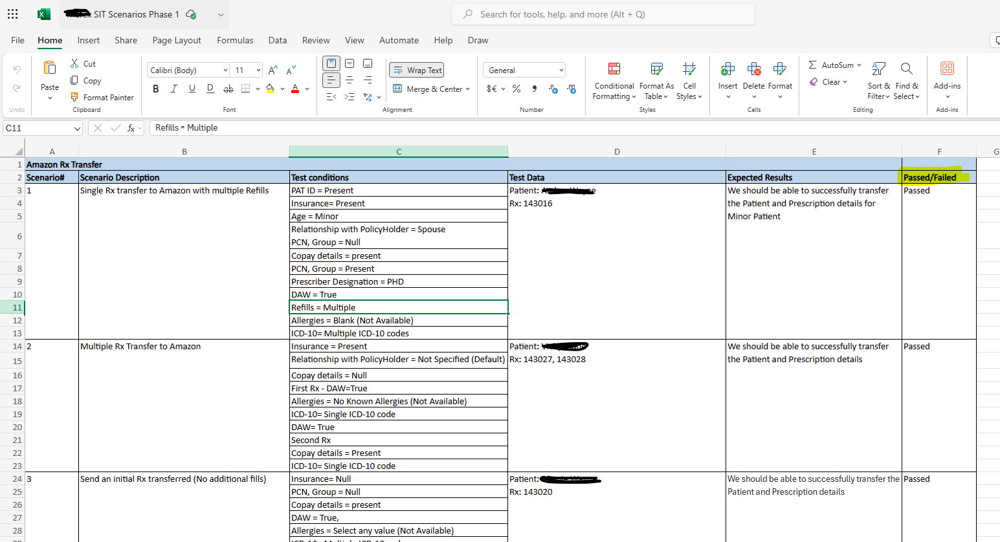 SIT Scenarios Phase 1
Search for tools, help, and more (Alt + Q)
File Home Insert Share Page Layout Formulas Data Review View Automate Help Draw
Undo
Paste
Cut
Copy
Format Painter
Clipboard
Calibri (Body) 11
B I U D ab A
Font
Wrap Text
Merge & Center
Alignment
General
$€ % 9
Number
Conditional Formatting
Format As Table
Cell Styles
Styles
Insert Delete Format
Cells
AutoSum
Clear
Sort & Filter
Find & Select
Editing
Add-ins
Add-ins
C11 fx Refills = Multiple
A B C D E F G
1 Amazon Rx Transfer
2 Scenario# Scenario Description Test conditions Test Data Expected Results Passed/Failed
3 1 Single Rx transfer to Amazon with multiple Refills PAT ID = Present Patient: We should be able to successfully transfer Passed
4 Insurance= Present Rx: 143016 the Patient and Prescription details for
5 Age = Minor Minor Patient
6 Relationship with PolicyHolder = Spouse
PCN, Group = Null
7 Copay details = present
8 PCN, Group = Present
9 Prescriber Designation = PHD
10 DAW = True
11 Refills = Multiple
12 Allergies = Blank (Not Available)
13 ICD-10= Multiple ICD-10 codes
14 2 Multiple Rx Transfer to Amazon Insurance = Present Patient: We should be able to successfully transfer Passed
15 Relationship with PolicyHolder = Not Specified (Default) Rx: 143027, 143028 the Patient and Prescription details
16 Copay details = Null
17 First Rx - DAW=True
18 Allergies = No Known Allergies (Not Available)
19 ICD-10= Single ICD-10 code
20 DAW= True
21 Second Rx
22 Copay details = Present
23 ICD-10= Single ICD-10 code
24 3 Send an initial Rx transferred (No additional fills) Insurance= Null Patient: We should be able to successfully transfer the Passed
25 PCN, Group = Null Rx: 143020 Patient and Prescription details
26 Copay details = present
27 DAW = True,
28 Allergies = Select any value (Not Available)